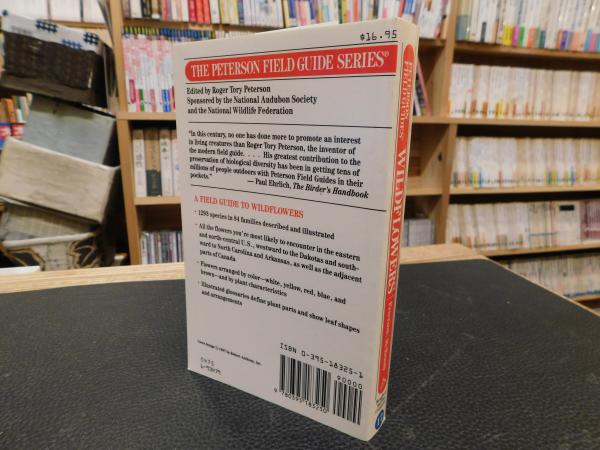 $16.95
THE PETERSON FIELD GUIDE SERIES®
Edited by Roger Tory Peterson
Sponsored by the National Audubon Society
and the National Wildlife Federation
"In this century, no one has done more to promote an interest
in living creatures than Roger Tory Peterson, the inventor of
the modern field guide. . . . His greatest contribution to the
preservation of biological diversity has been in getting tens of
millions of people outdoors with Peterson Field Guides in their
pockets."
— Paul Ehrlich, The Birder's Handbook
A FIELD GUIDE TO WILDFLOWERS
· 1293 species in 84 families described and illustrated
· All the flowers you're most likely to encounter in the eastern
and north-central U.S., westward to the Dakotas and south-
ward to North Carolina and Arkansas, as well as the adjacent
parts of Canada
· Flowers arranged by color—white, yellow, red, blue, and
brown—and by plant characteristics
· Illustrated glossaries define plant parts and show leaf shapes
and arrangements
ISBN 0-395-18325-1
90000
9 780395 183250
PETERSON
FIELD GUIDES
WILDFLOWERS